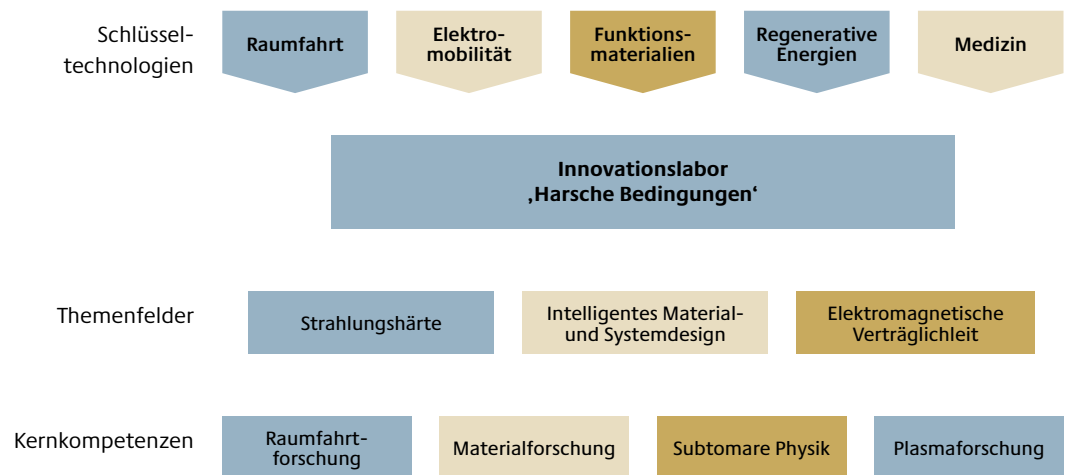 Schlüssel-
technologien
Raumfahrt
Elektro-
mobilität
Funktions-
materialien
Regenerative
Energien
Medizin
Innovationslabor
‚Harsche Bedingungen‘
Themenfelder
Strahlungshärte
Intelligentes Material-
und Systemdesign
Elektromagnetische
Verträglichleit
Kernkompetenzen
Raumfahrt-
forschung
Materialforschung
Subtomare Physik
Plasmaforschung